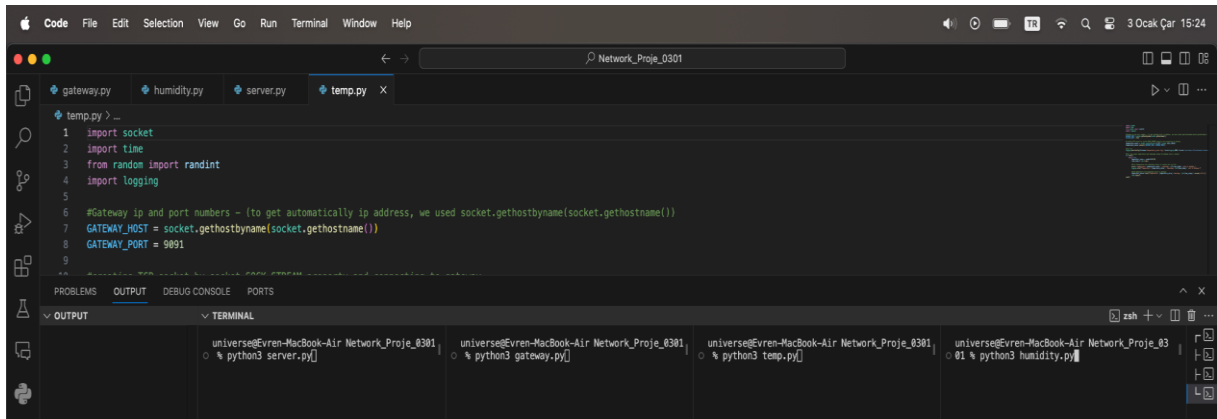 Code File Edit Selection View Go Run Terminal Window Help TR 3 Ocak Çar 15:24
Network_Proje_0301
gateway.py humidity.py server.py temp.py
temp.py > ...
1 import socket
2 import time
3 from random import randint
4 import logging
5
6 #Gateway ip and port numbers - (to get automatically ip address, we used socket.gethostbyname(socket.gethostname())
7 GATEWAY_HOST = socket.gethostbyname(socket.gethostname())
8 GATEWAY_PORT = 9091
9
PROBLEMS OUTPUT DEBUG CONSOLE PORTS
OUTPUT TERMINAL zsh
universe@Evren-MacBook-Air Network_Proje_0301
% python3 server.py
universe@Evren-MacBook-Air Network_Proje_0301
% python3 gateway.py
universe@Evren-MacBook-Air Network_Proje_0301
% python3 temp.py
universe@Evren-MacBook-Air Network_Proje_03
01 % python3 humidity.py